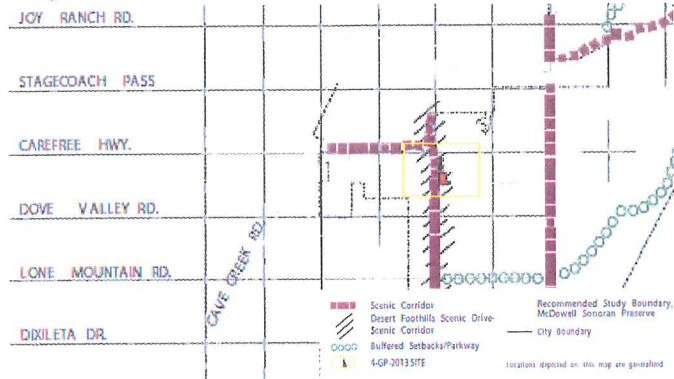 JOY RANCH RD.
STAGECOACH PASS
CAREFREE HWY.
DOVE VALLEY RD.
LONE MOUNTAIN RD.
DIXILETA DR.
CAVE CREEK RD.
Scenic Corridor
Desert Foothills Scenic Drive-
Scenic Corridor
Buffered Setbacks/Parkway
4-GP-2013 SITE
Recommended Study Boundary,
McDowell Sonoran Preserve
City Boundary
Locations depicted on this map are generalized